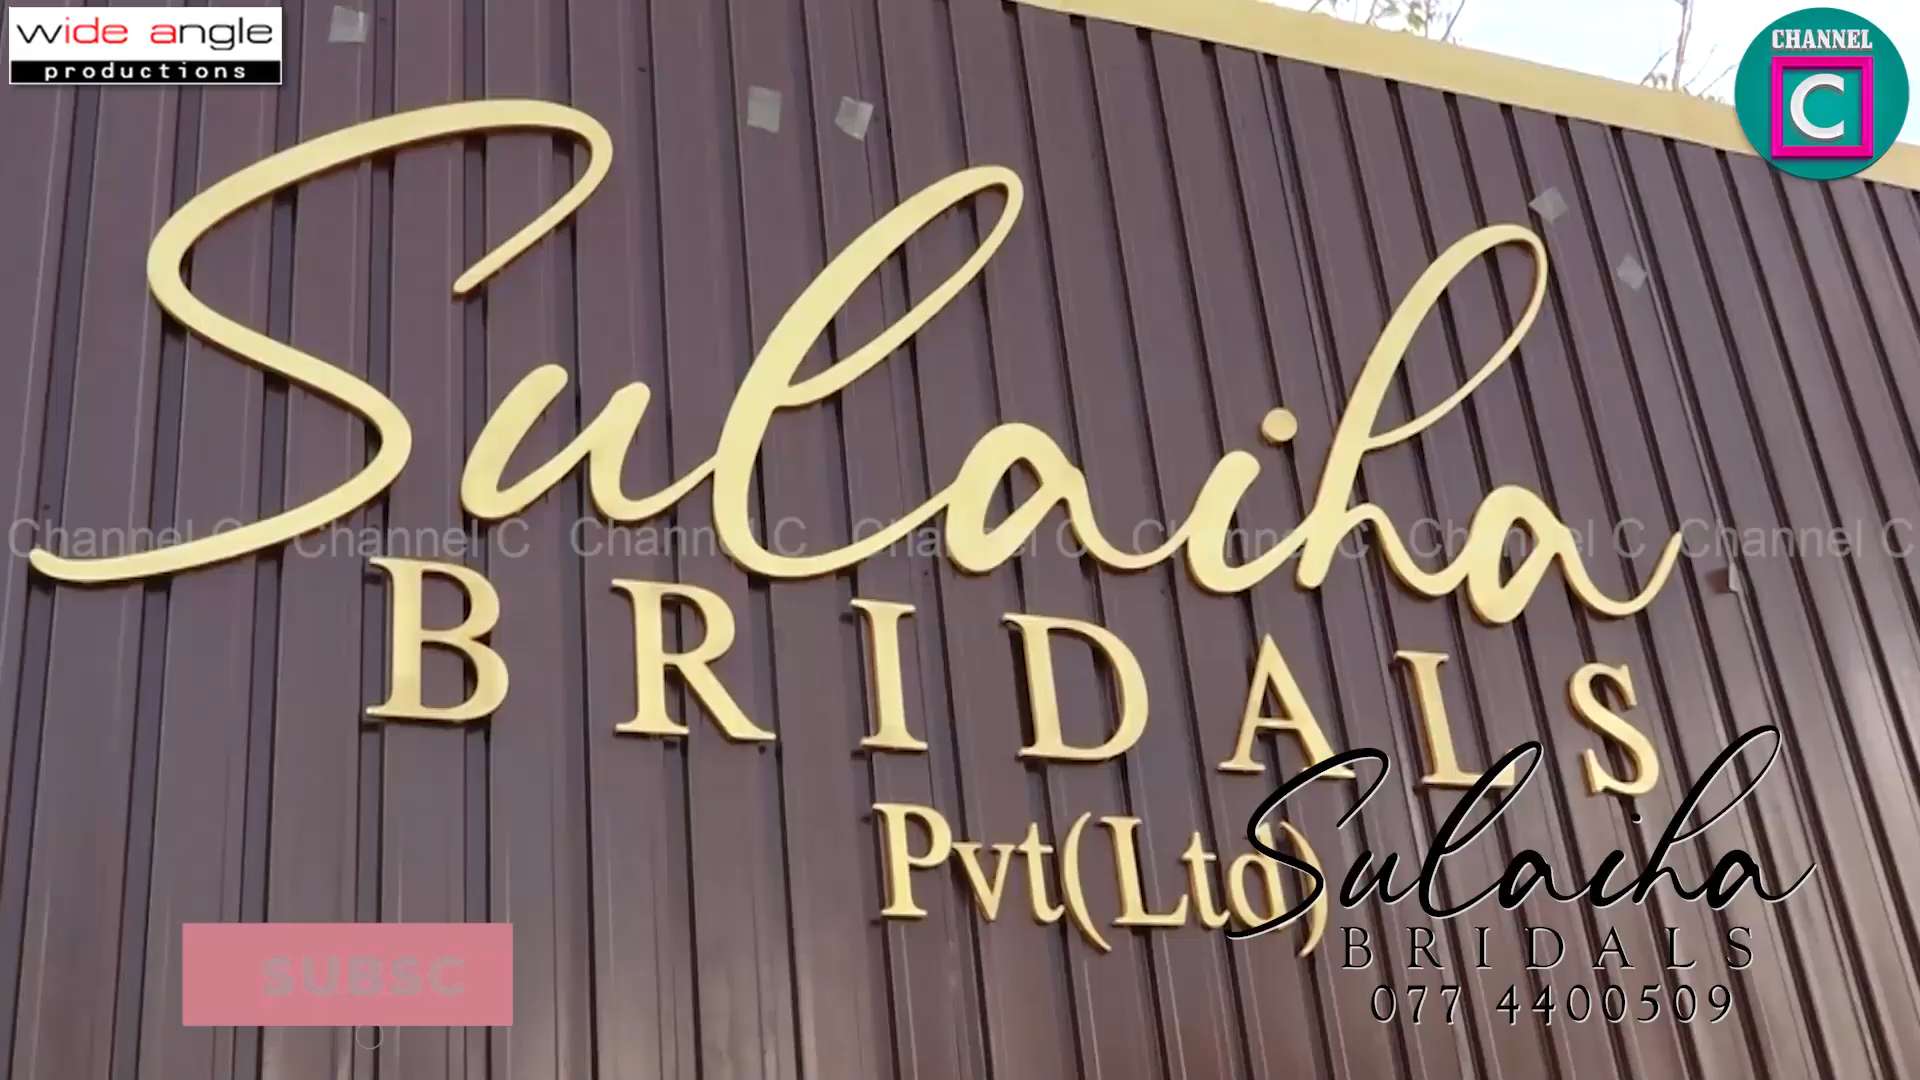 wide angle
productions
CHANNEL
C
Sulaiha
Channel C Channel C Channel C Channel C Channel C Channel C Channel C
BRIDALS
Pvt(Ltd)
Sulaiha
BRIDALS
077 4400509
SUBSC